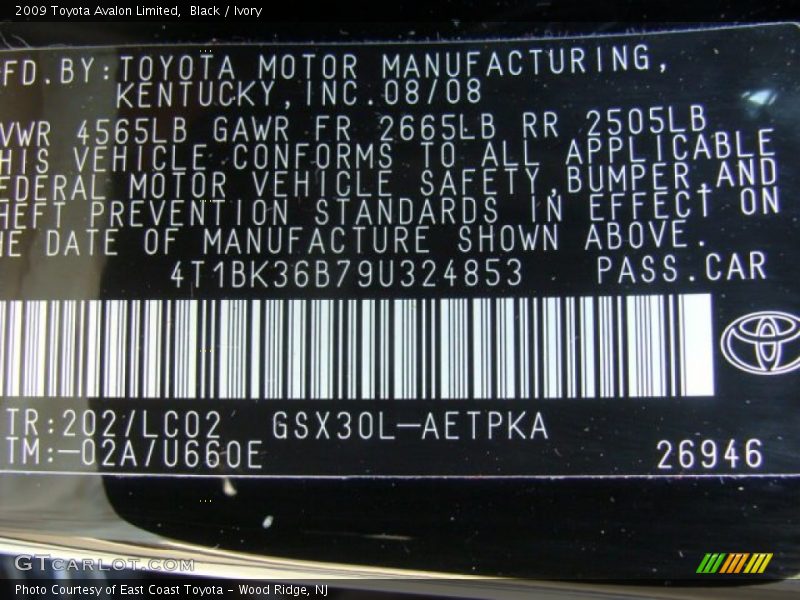 2009 Toyota Avalon Limited, Black / Ivory
FD.BY:TOYOTA MOTOR MANUFACTURING,
KENTUCKY,INC.08/08
VWR 4565LB GAWR FR 2665LB RR 2505LB
HIS VEHICLE CONFORMS TO ALL APPLICABLE
EDERAL MOTOR VEHICLE SAFETY,BUMPER,AND
HEFT PREVENTION STANDARDS IN EFFECT ON
HE DATE OF MANUFACTURE SHOWN ABOVE.
4T1BK36B79U324853 PASS.CAR
TR:202/LC02 GSX30L-AETPKA
TM:-02A/U660E 26946
GTCARLOT.COM
Photo Courtesy of East Coast Toyota - Wood Ridge, NJ